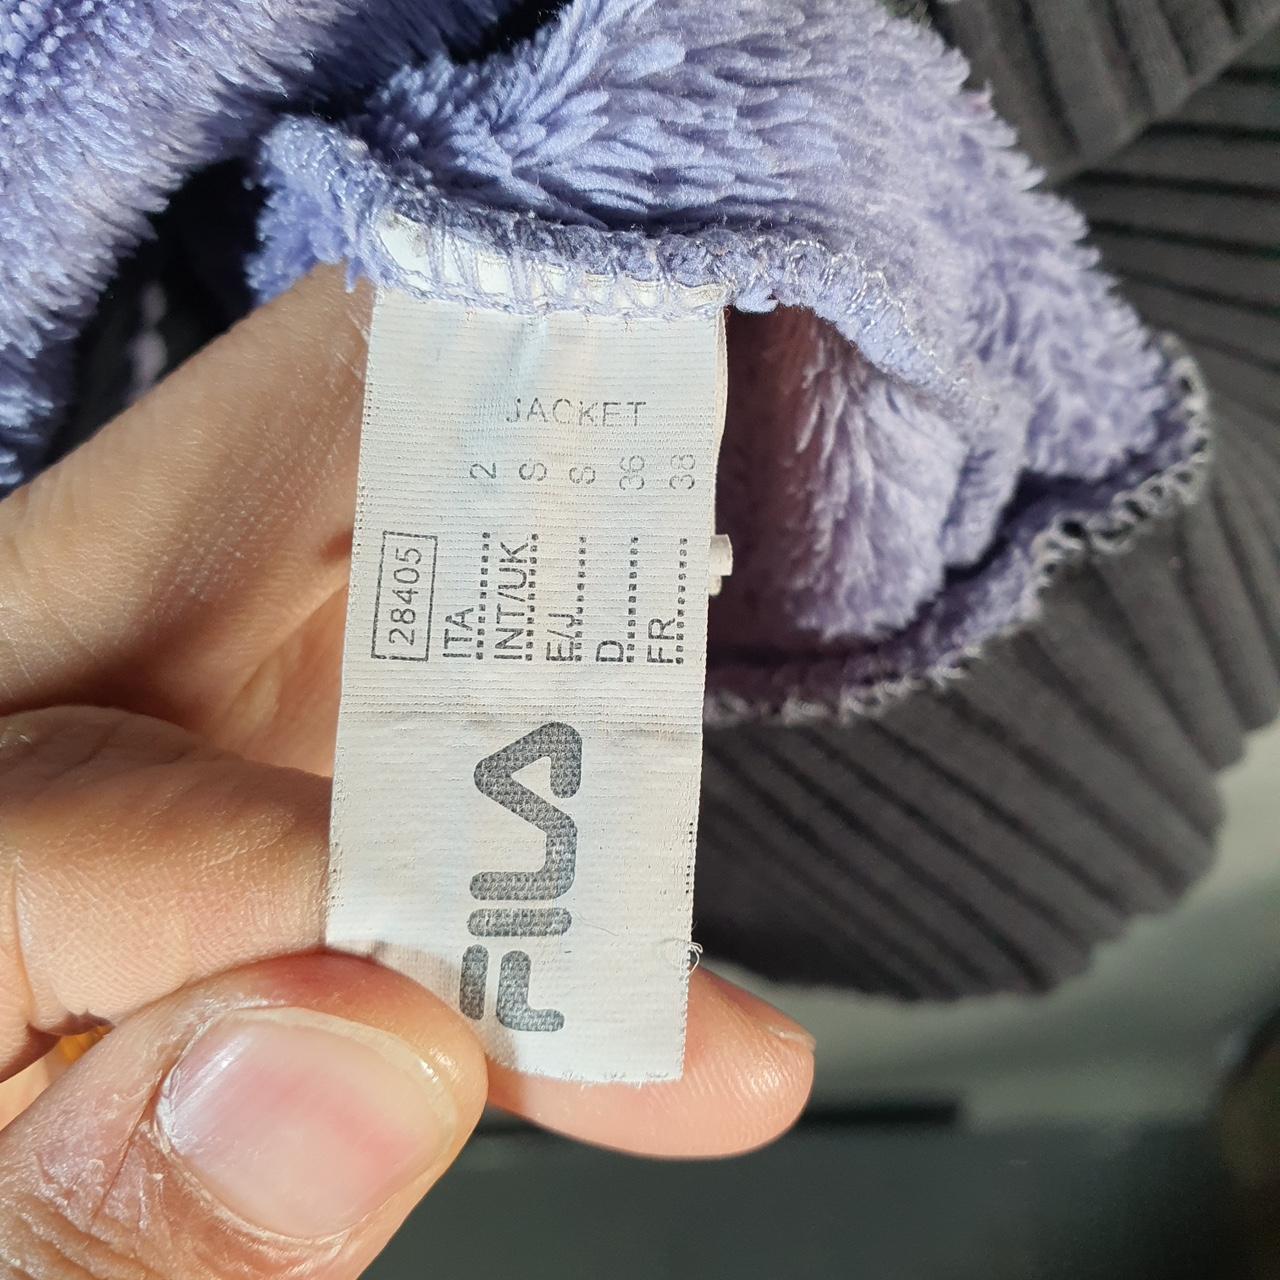 JACKET
28405
ITA 2
INT/UK S
E/J S
D 36
FR 38
FILA